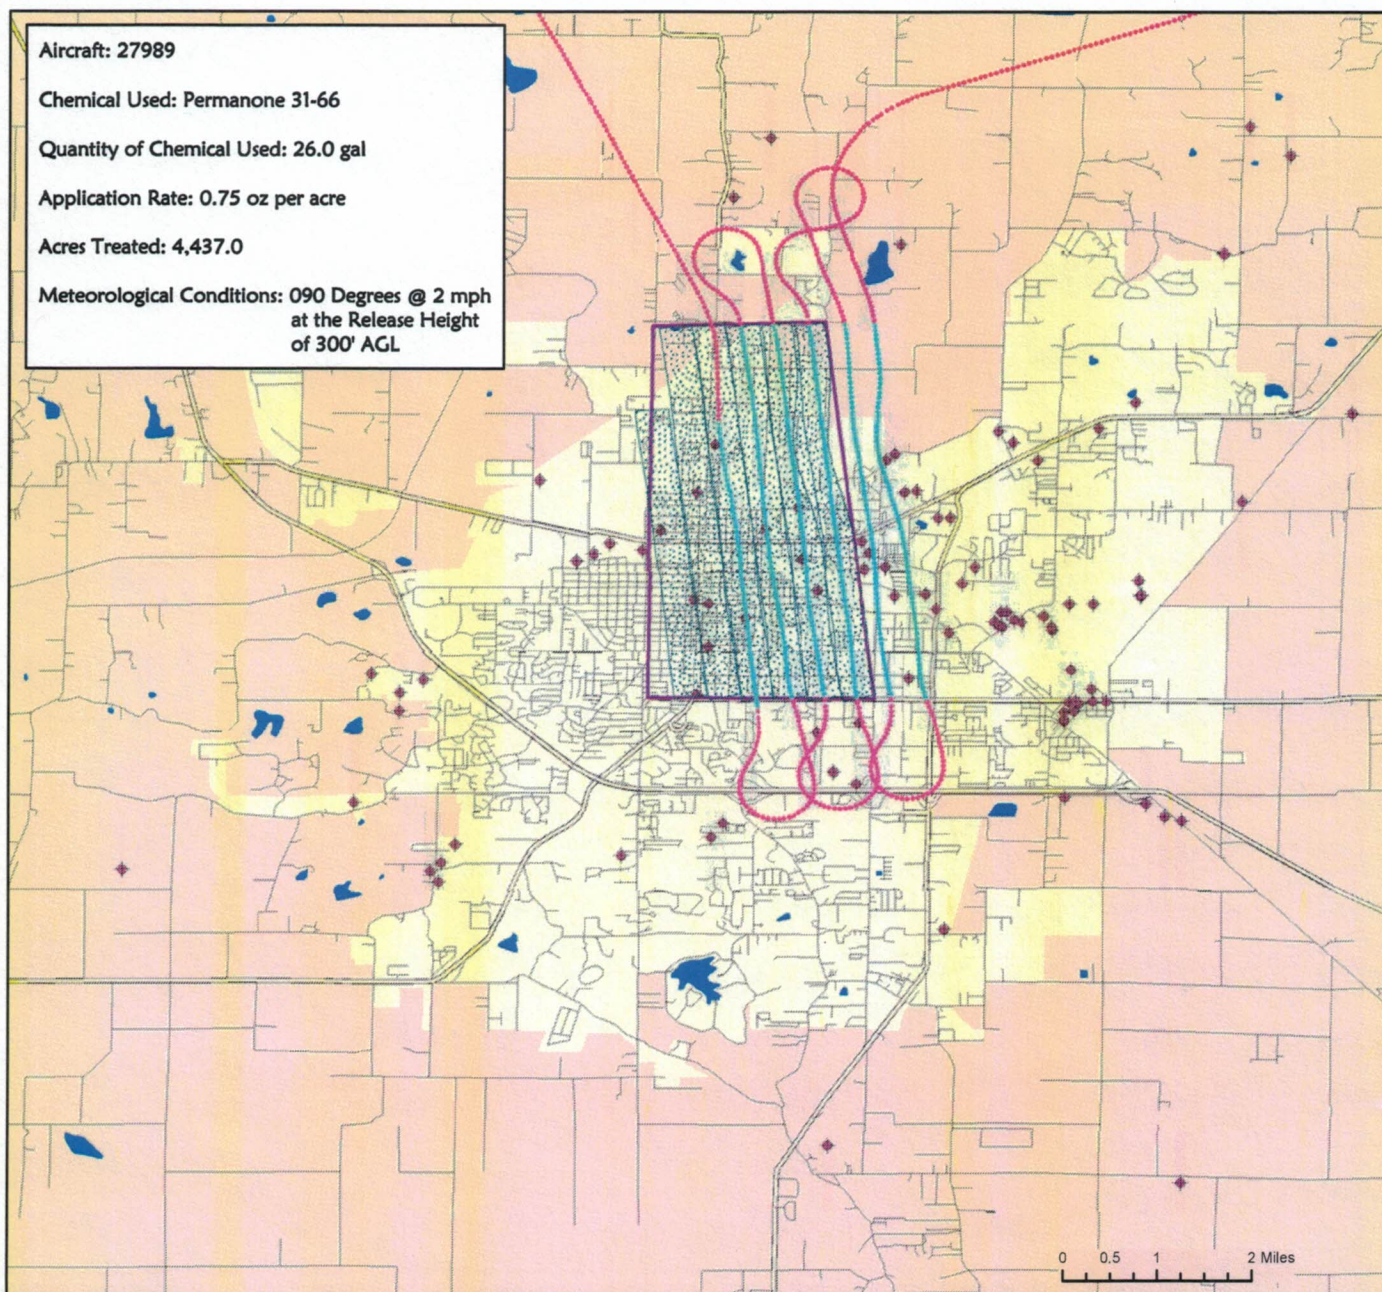 Aircraft: 27989
Chemical Used: Permanone 31-66
Quantity of Chemical Used: 26.0 gal
Application Rate: 0.75 oz per acre
Acres Treated: 4,437.0
Meteorological Conditions: 090 Degrees @ 2 mph
at the Release Height
of 300' AGL
0 0.5 1 2 Miles